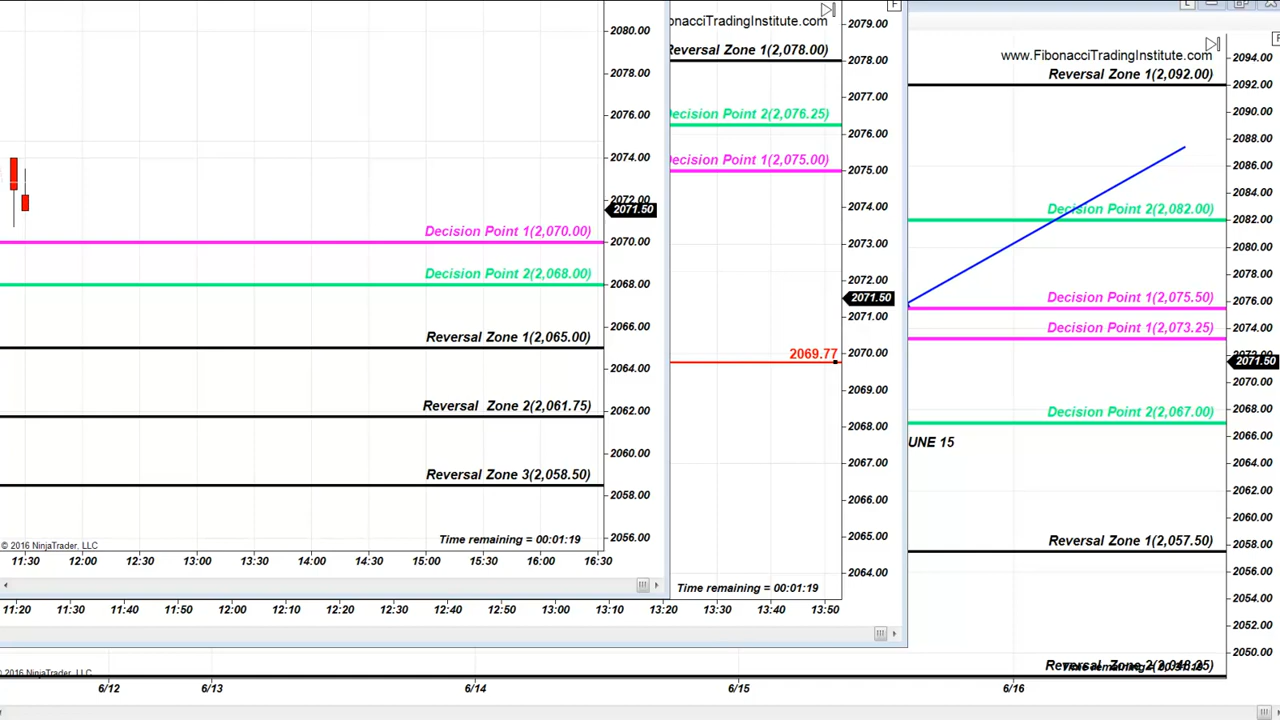 2080.00
2078.00
2076.00
2074.00
2072.00
2071.50
2070.00
2068.00
2066.00
2064.00
2062.00
2060.00
2058.00
2056.00
Decision Point 1(2,070.00)
Decision Point 2(2,068.00)
Reversal Zone 1(2,065.00)
Reversal Zone 2(2,061.75)
Reversal Zone 3(2,058.50)
Time remaining = 00:01:19
© 2016 NinjaTrader, LLC
11:30 12:00 12:30 13:00 13:30 14:00 14:30 15:00 15:30 16:00 16:30
F
onacciTradingInstitute.com
Reversal Zone 1(2,078.00)
ecision Point 2(2,076.25)
ecision Point 1(2,075.00)
2069.77
2079.00
2078.00
2077.00
2076.00
2075.00
2074.00
2073.00
2072.00
2071.50
2071.00
2070.00
2069.00
2068.00
2067.00
2066.00
2065.00
2064.00
Time remaining = 00:01:19
11:20 11:30 11:40 11:50 12:00 12:10 12:20 12:30 12:40 12:50 13:00 13:10 13:20 13:30 13:40 13:50
L
F
www.FibonacciTradingInstitute.com
Reversal Zone 1(2,092.00)
Decision Point 2(2,082.00)
Decision Point 1(2,075.50)
Decision Point 1(2,073.25)
Decision Point 2(2,067.00)
UNE 15
Reversal Zone 1(2,057.50)
Reversal Zone 2
2094.00
2092.00
2090.00
2088.00
2086.00
2084.00
2082.00
2080.00
2078.00
2076.00
2074.00
2071.50
2070.00
2068.00
2066.00
2064.00
2062.00
2060.00
2058.00
2056.00
2054.00
2052.00
2050.00
2016 NinjaTrader, LLC
6/12 6/13 6/14 6/15 6/16